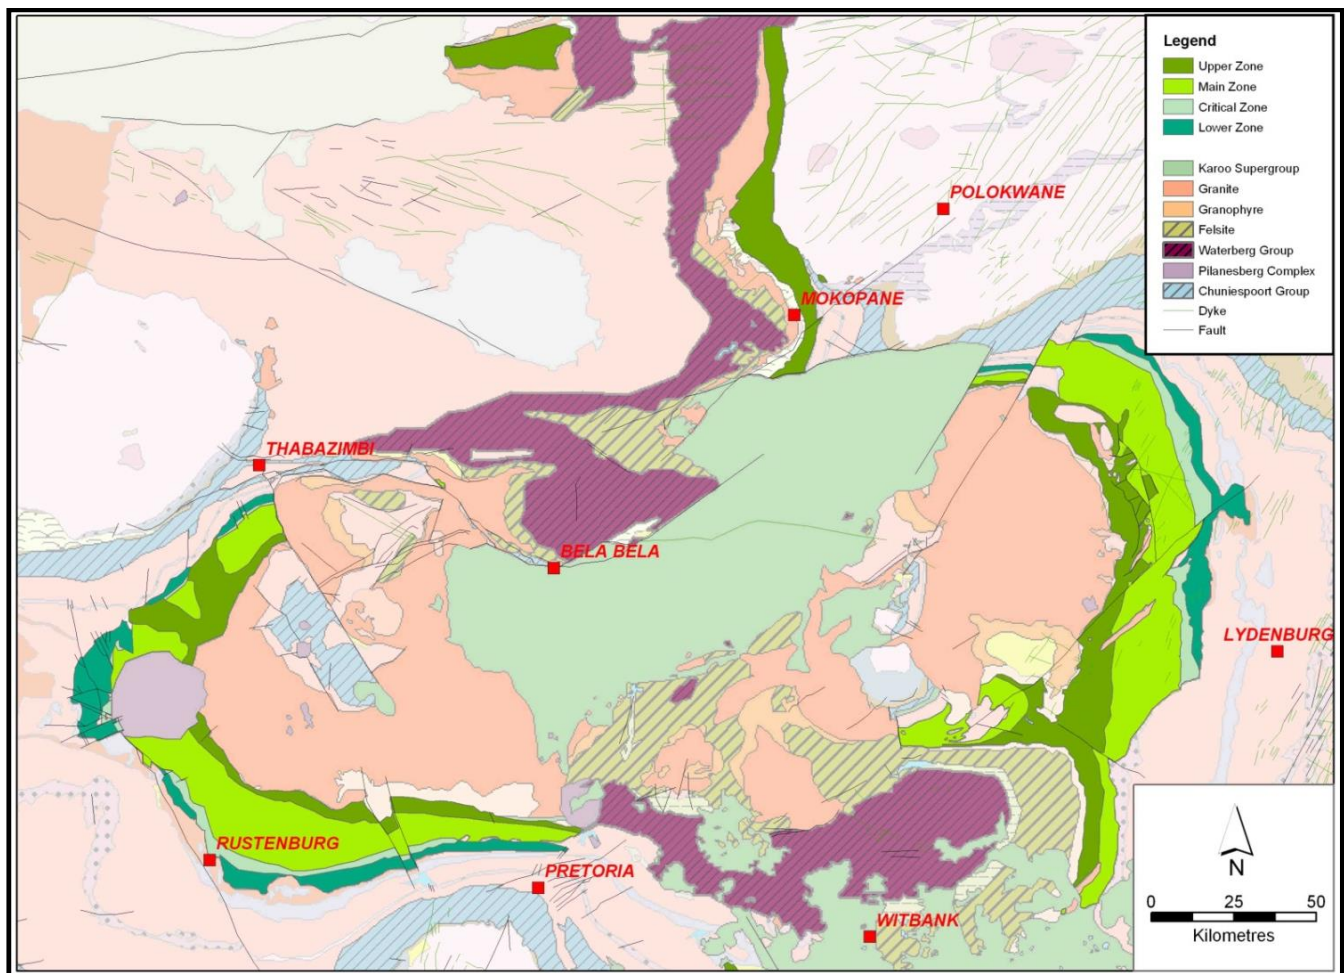 Legend
Upper Zone
Main Zone
Critical Zone
Lower Zone
Karoo Supergroup
Granite
Granophyre
Felsite
Waterberg Group
Pilanesberg Complex
Chuniespoort Group
Dyke
Fault
POLOKWANE
MOKOPANE
THABAZIMBI
BELA BELA
LYDENBURG
RUSTENBURG
PRETORIA
WITBANK
N
0 25 50
Kilometres